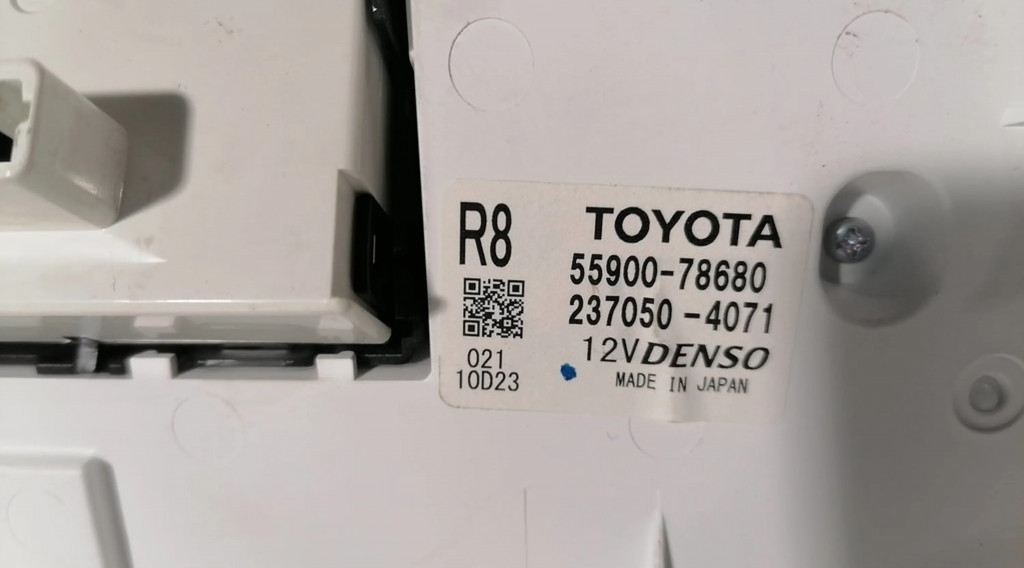 R8
TOYOTA
55900-78680
237050-4071
12V DENSO
MADE IN JAPAN
021
10D23